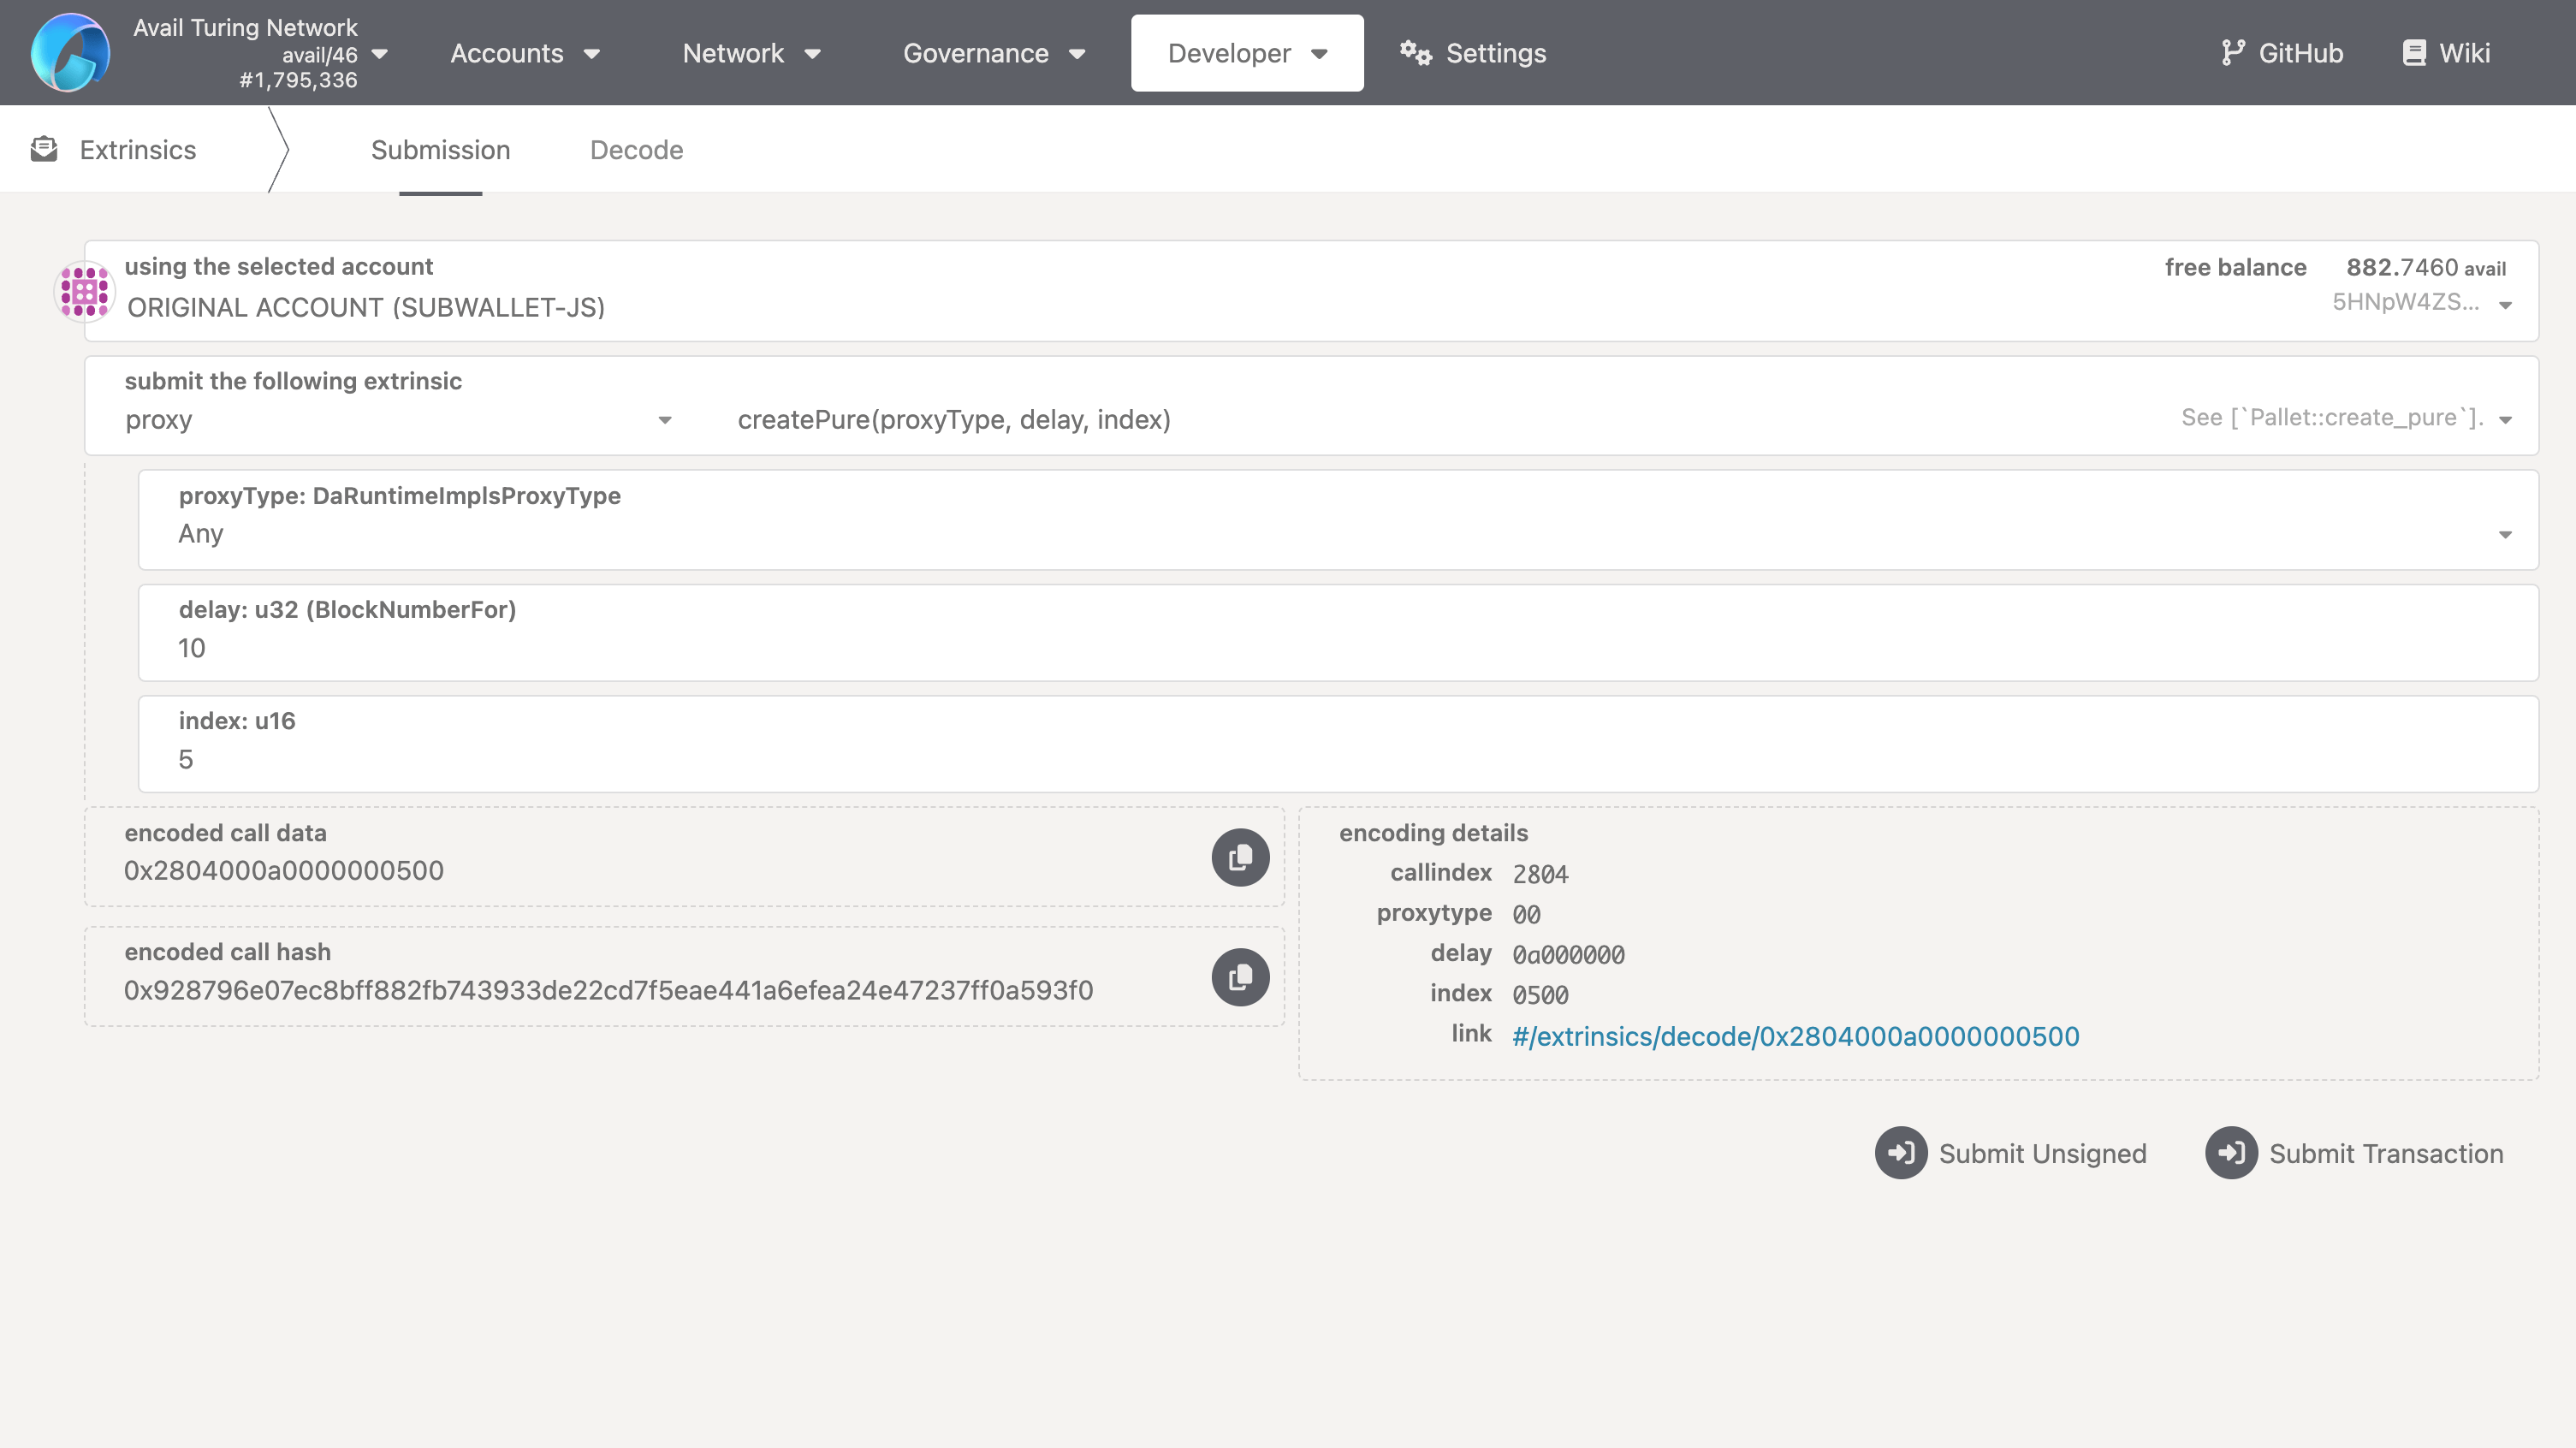 Avail Turing Network
avail/46
#1,795,336
Accounts
Network
Governance
Developer
Settings
GitHub
Wiki
Extrinsics
Submission
Decode
using the selected account
ORIGINAL ACCOUNT (SUBWALLET-JS)
free balance 882.7460 avail
5HNpW4ZS...
submit the following extrinsic
proxy
createPure(proxyType, delay, index)
See [`Pallet::create_pure`].
proxyType: DaRuntimeImplsProxyType
Any
delay: u32 (BlockNumberFor)
10
index: u16
5
encoded call data
0x2804000a0000000500
encoded call hash
0x928796e07ec8bff882fb743933de22cd7f5eae441a6efea24e47237ff0a593f0
encoding details
callindex 2804
proxytype 00
delay 0a000000
index 0500
link #/extrinsics/decode/0x2804000a0000000500
Submit Unsigned
Submit Transaction